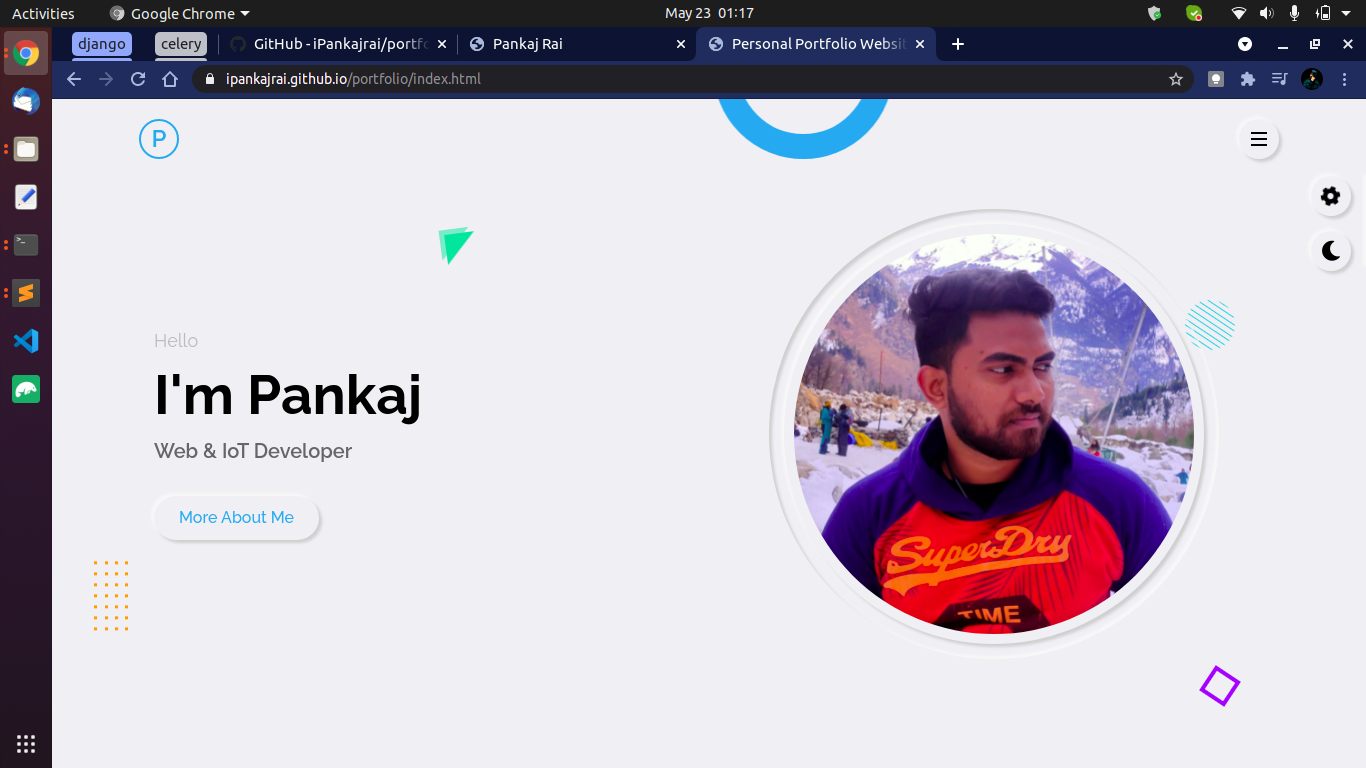 Activities
Google Chrome
May 23 01:17
django
celery
GitHub - iPankajrai/portfo
Pankaj Rai
Personal Portfolio Websit
ipankajrai.github.io/portfolio/index.html
P
Hello
I'm Pankaj
Web & IoT Developer
More About Me
SuperDry
TIME